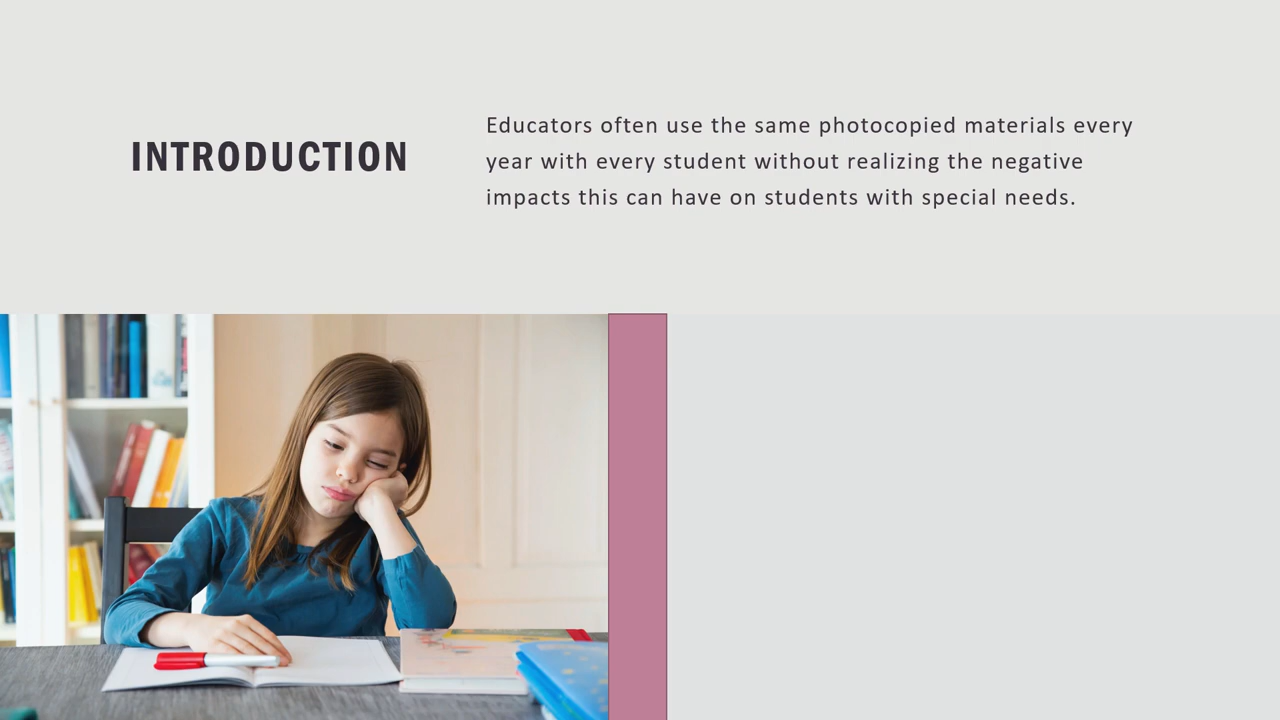 INTRODUCTION
Educators often use the same photocopied materials every
year with every student without realizing the negative
impacts this can have on students with special needs.